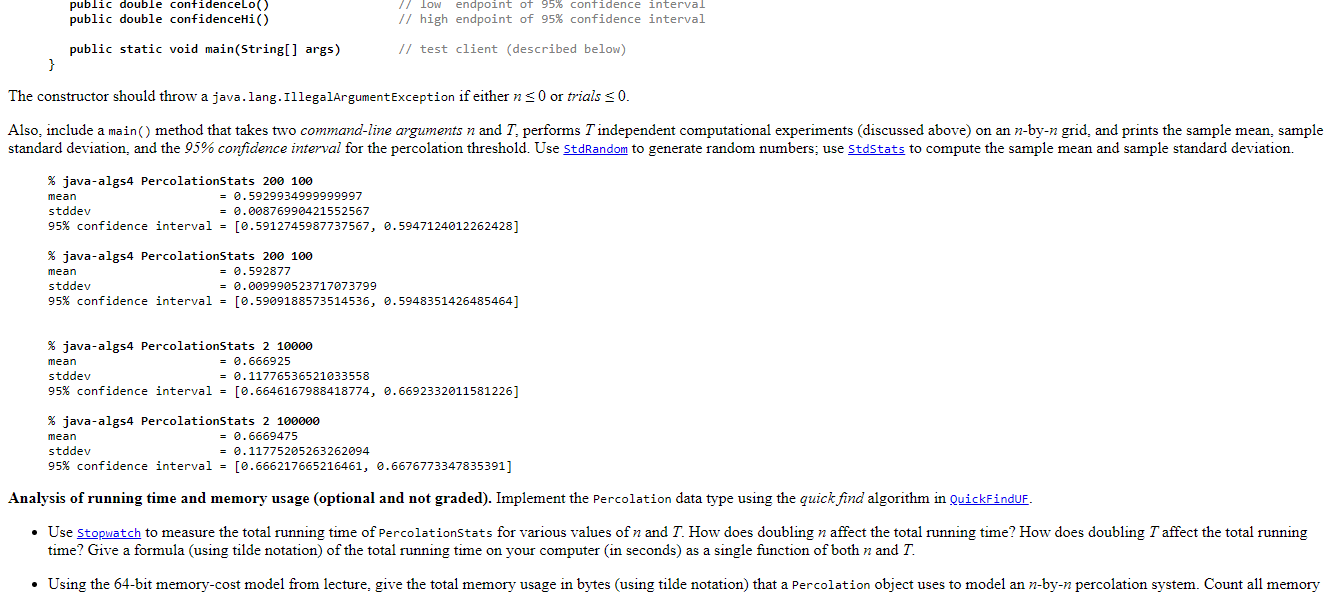 public double confidenceLo() // low endpoint of 95% confidence interval
public double confidenceHi() // high endpoint of 95% confidence interval
public static void main(String[] args) // test client (described below)
}
The constructor should throw a java.lang.IllegalArgumentException if either n ≤ 0 or trials ≤ 0.
Also, include a main() method that takes two command-line arguments n and T, performs T independent computational experiments (discussed above) on an n-by-n grid, and prints the sample mean, sample
standard deviation, and the 95% confidence interval for the percolation threshold. Use StdRandom to generate random numbers; use StdStats to compute the sample mean and sample standard deviation.
% java-algs4 PercolationStats 200 100
mean = 0.5929934999999997
stddev = 0.00876990421552567
95% confidence interval = [0.5912745987737567, 0.5947124012262428]
% java-algs4 PercolationStats 200 100
mean = 0.592877
stddev = 0.009990523717073799
95% confidence interval = [0.5909188573514536, 0.5948351426485464]
% java-algs4 PercolationStats 2 10000
mean = 0.666925
stddev = 0.11776536521033558
95% confidence interval = [0.6646167988418774, 0.6692332011581226]
% java-algs4 PercolationStats 2 100000
mean = 0.6669475
stddev = 0.11775205263262094
95% confidence interval = [0.666217665216461, 0.6676773347835391]
Analysis of running time and memory usage (optional and not graded). Implement the Percolation data type using the quick find algorithm in QuickFindUF.
• Use Stopwatch to measure the total running time of PercolationStats for various values of n and T. How does doubling n affect the total running time? How does doubling T affect the total running
time? Give a formula (using tilde notation) of the total running time on your computer (in seconds) as a single function of both n and T.
• Using the 64-bit memory-cost model from lecture, give the total memory usage in bytes (using tilde notation) that a Percolation object uses to model an n-by-n percolation system. Count all memory